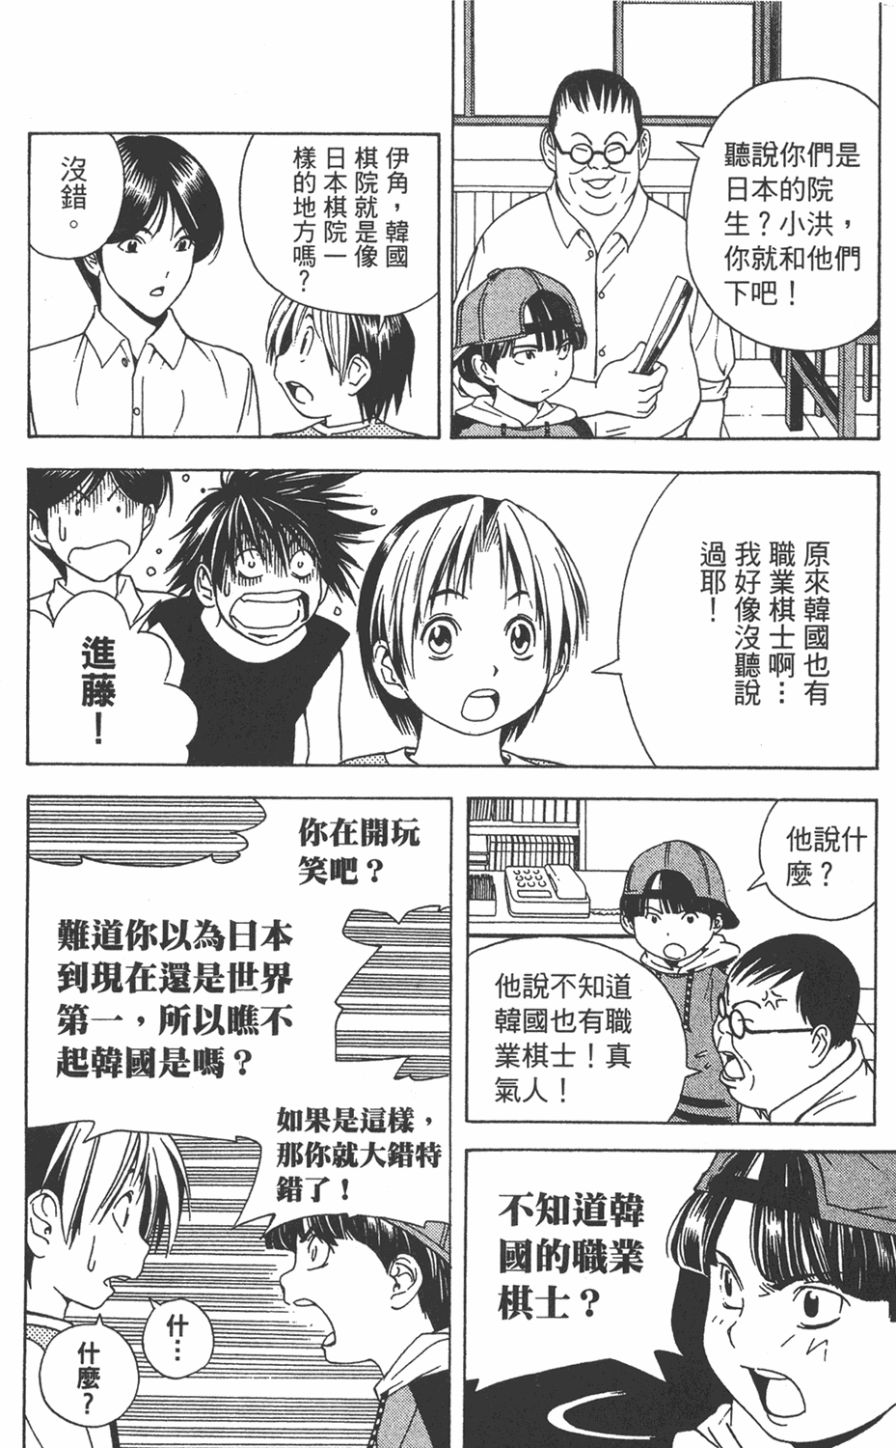 聽說你們是
日本的院
生？小洪，
你就和他們
下吧！
伊角，韓國
棋院就是像
日本棋院一
樣的地方嗎？
沒錯。
原來韓國也有
職業棋士啊…
我好像沒聽說
過耶！
進藤！
他說什
麼？
他說不知道
韓國也有職
業棋士！真
氣人！
不知道韓
國的職業
棋士？
你在開玩
笑吧？
難道你以為日本
到現在還是世界
第一，所以瞧不
起韓國是嗎？
如果是這樣，
那你就大錯特
錯了！
什…
什麼？